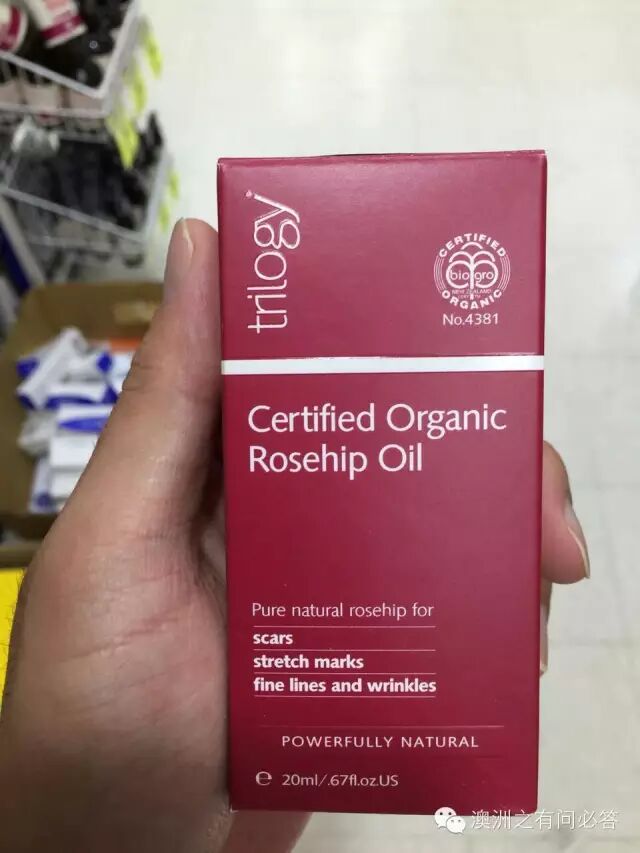 trilogy
CERTIFIED
bio gro
NEW ZEALAND
ORGANIC
No.4381
Certified Organic
Rosehip Oil
Pure natural rosehip for
scars
stretch marks
fine lines and wrinkles
POWERFULLY NATURAL
e 20ml/.67fl.oz.US
澳洲之有问必答